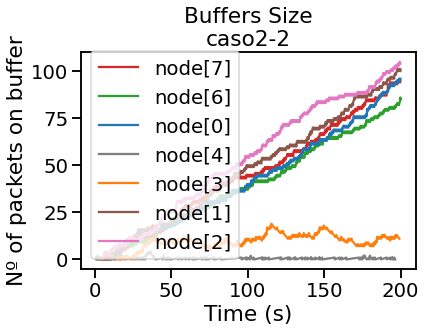 Buffers Size
caso2-2
Nº of packets on buffer
100
75
50
25
0
node[7]
node[6]
node[0]
node[4]
node[3]
node[1]
node[2]
0 50 100 150 200
Time (s)